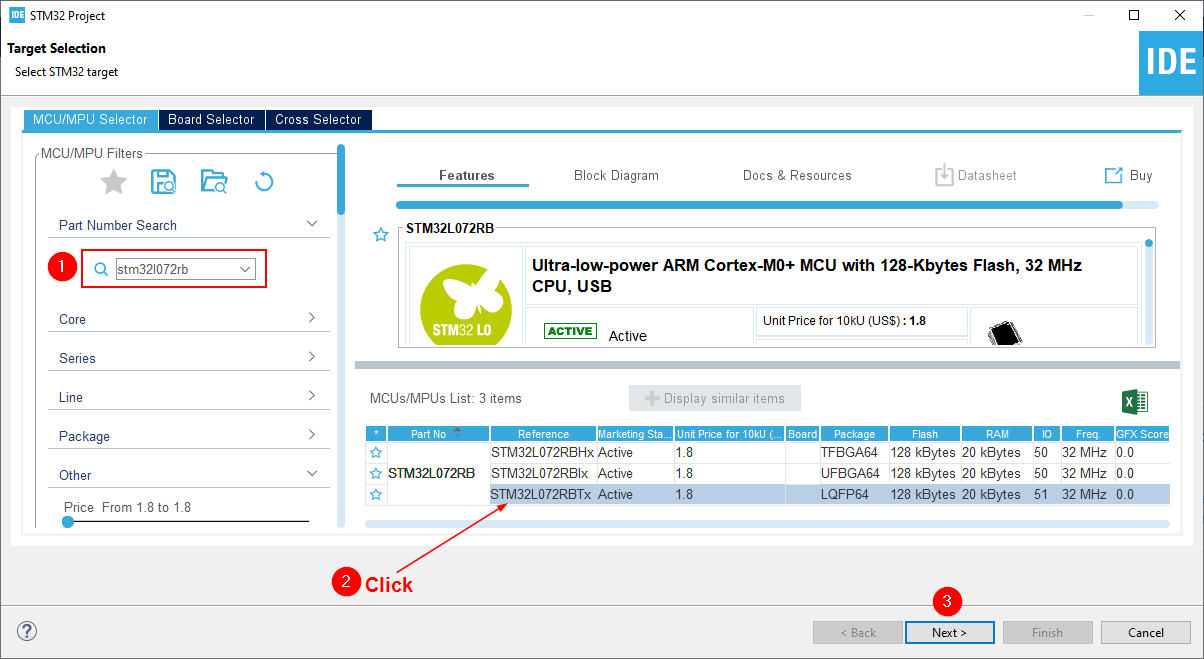 IDE STM32 Project
Target Selection
Select STM32 target
IDE
MCU/MPU Selector Board Selector Cross Selector
MCU/MPU Filters
Part Number Search
1
stm32l072rb
Core
Series
Line
Package
Other
Price From 1.8 to 1.8
Features Block Diagram Docs & Resources Datasheet Buy
STM32L072RB
STM32 L0
Ultra-low-power ARM Cortex-M0+ MCU with 128-Kbytes Flash, 32 MHz
CPU, USB
ACTIVE Active
Unit Price for 10kU (US$) : 1.8
MCUs/MPUs List: 3 items
Display similar items
X
* Part No Reference Marketing Sta... Unit Price for 10kU (... Board Package Flash RAM IO Freq. GFX Score
STM32L072RBHx Active 1.8 TFBGA64 128 kBytes 20 kBytes 50 32 MHz 0.0
STM32L072RB STM32L072RBIx Active 1.8 UFBGA64 128 kBytes 20 kBytes 50 32 MHz 0.0
STM32L072RBTx Active 1.8 LQFP64 128 kBytes 20 kBytes 51 32 MHz 0.0
2 Click
3
?
< Back Next > Finish Cancel